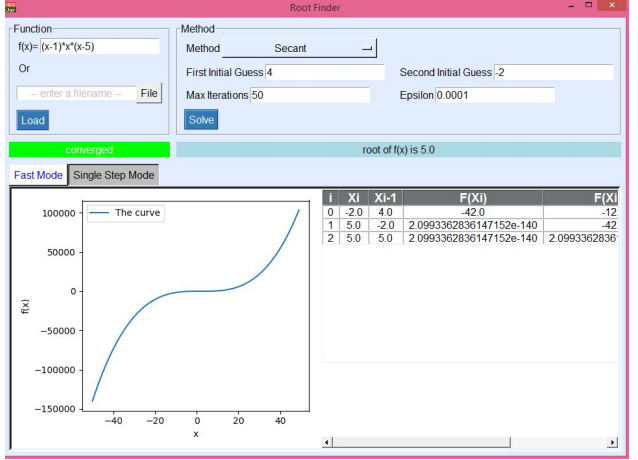 Root Finder
Function
f(x)= (x-1)*x*(x-5)
Or
-- enter a filename -- File
Load
Method
Method Secant
First Initial Guess 4 Second Initial Guess -2
Max Iterations 50 Epsilon 0.0001
Solve
converged root of f(x) is 5.0
Fast Mode Single Step Mode
The curve
100000
50000
0
−50000
−100000
−150000
f(x)
−40 −20 0 20 40
x
i Xi Xi-1 F(Xi) F(Xi
0 -2.0 4.0 -42.0 -12.
1 5.0 -2.0 2.0993362836147152e-140 -42.
2 5.0 5.0 2.0993362836147152e-140 2.0993362836